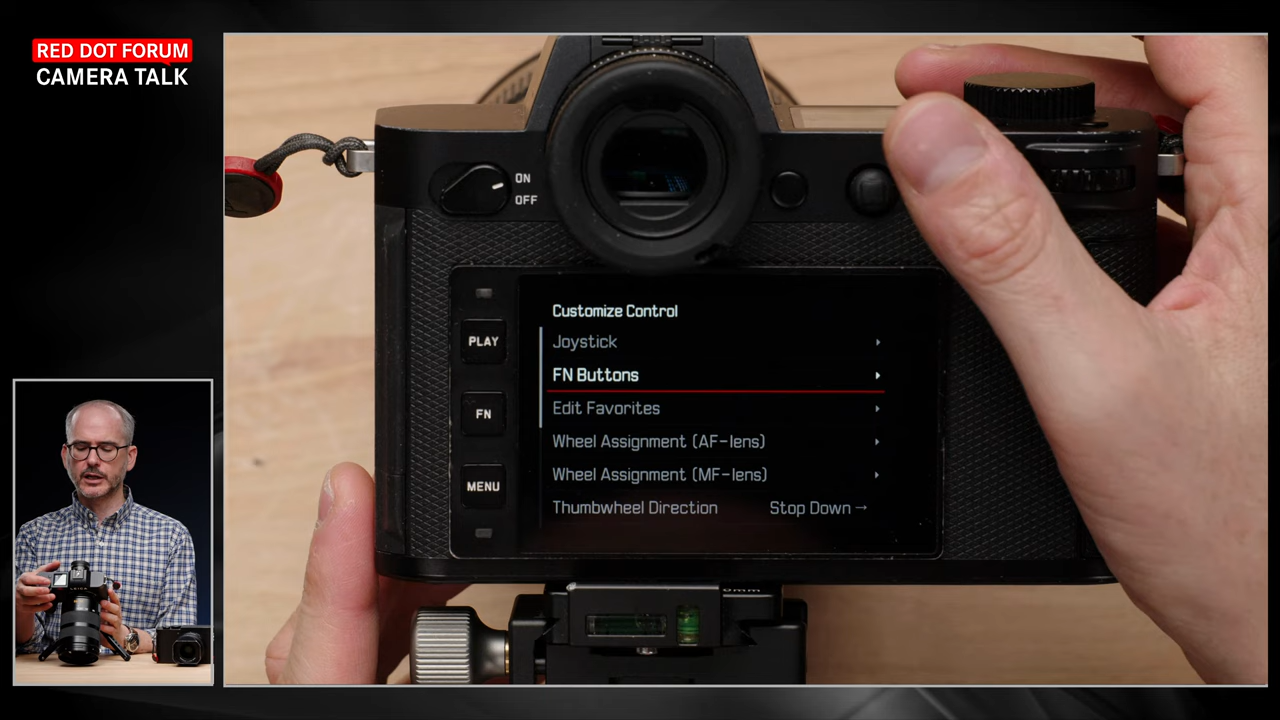 RED DOT FORUM
CAMERA TALK
ON
OFF
PLAY
FN
MENU
Customize Control
Joystick
FN Buttons
Edit Favorites
Wheel Assignment (AF-lens)
Wheel Assignment (MF-lens)
Thumbwheel Direction Stop Down→